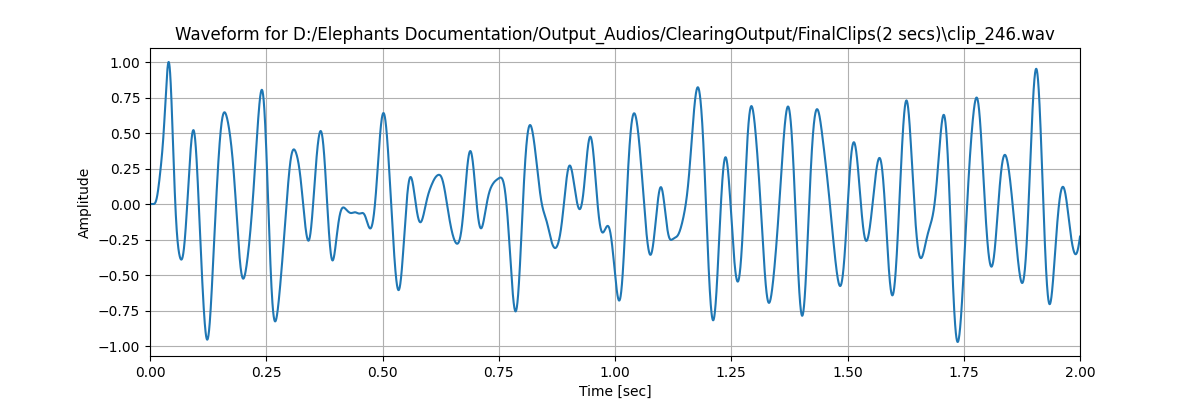 Waveform for D:/Elephants Documentation/Output_Audios/ClearingOutput/FinalClips(2 secs)\clip_246.wav
1.00
0.75
0.50
0.25
0.00
−0.25
−0.50
−0.75
−1.00
Amplitude
0.00 0.25 0.50 0.75 1.00 1.25 1.50 1.75 2.00
Time [sec]